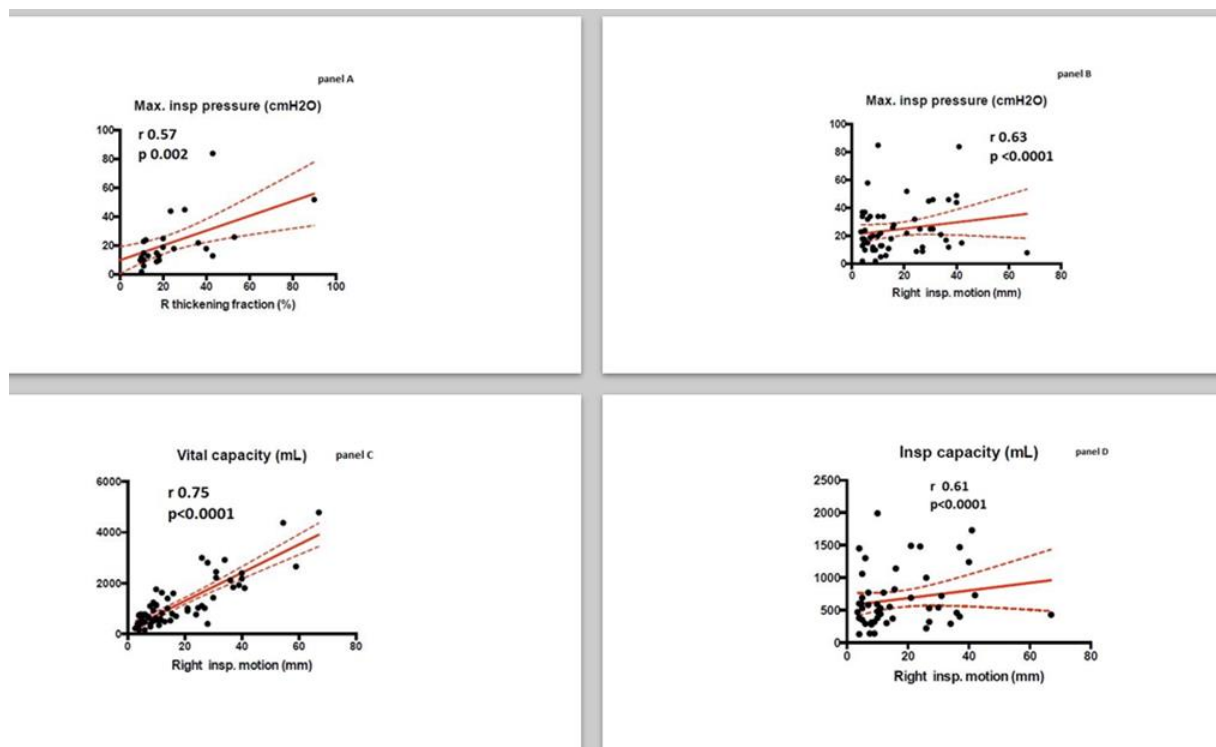 panel A
Max. insp pressure (cmH2O)
r 0.57
p 0.002
100
80
60
40
20
0
0 20 40 60 80 100
R thickening fraction (%)
panel B
Max. insp pressure (cmH2O)
r 0.63
p <0.0001
100
80
60
40
20
0
0 20 40 60 80
Right insp. motion (mm)
Vital capacity (mL) panel C
r 0.75
p<0.0001
6000
4000
2000
0
0 20 40 60 80
Right insp. motion (mm)
Insp capacity (mL) panel D
r 0.61
p<0.0001
2500
2000
1500
1000
500
0
0 20 40 60 80
Right insp. motion (mm)